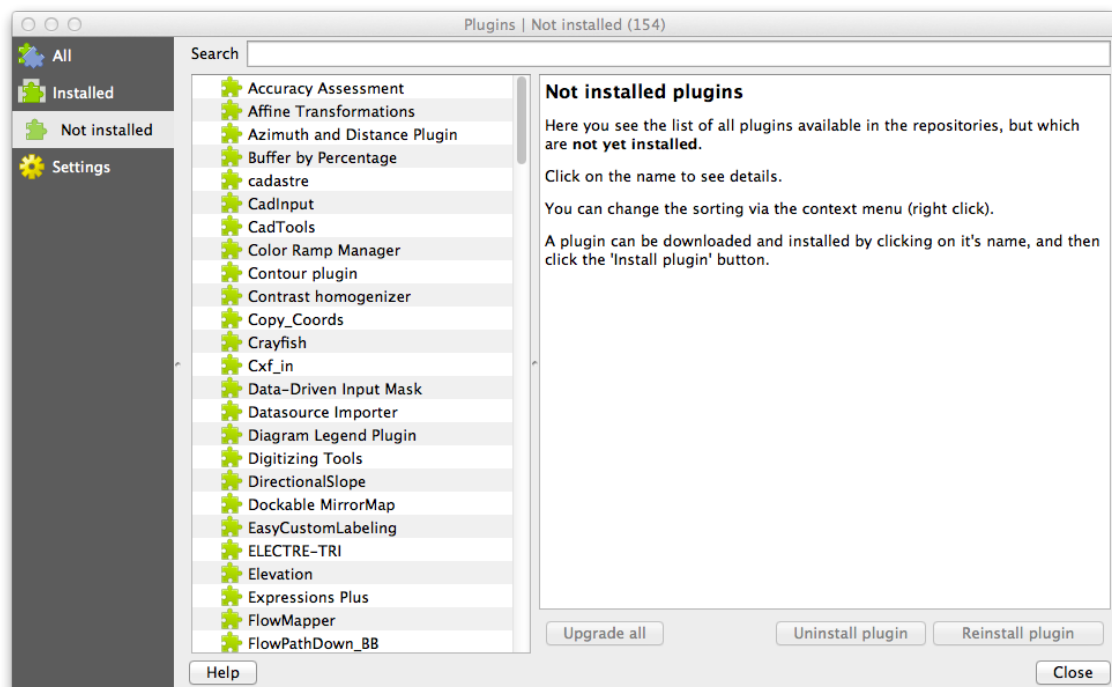 Plugins | Not installed (154)
All
Installed
Not installed
Settings
Search
Accuracy Assessment
Affine Transformations
Azimuth and Distance Plugin
Buffer by Percentage
cadastre
CadInput
CadTools
Color Ramp Manager
Contour plugin
Contrast homogenizer
Copy_Coords
Crayfish
Cxf_in
Data-Driven Input Mask
Datasource Importer
Diagram Legend Plugin
Digitizing Tools
DirectionalSlope
Dockable MirrorMap
EasyCustomLabeling
ELECTRE-TRI
Elevation
Expressions Plus
FlowMapper
FlowPathDown_BB
Not installed plugins
Here you see the list of all plugins available in the repositories, but which
are not yet installed.
Click on the name to see details.
You can change the sorting via the context menu (right click).
A plugin can be downloaded and installed by clicking on it's name, and then
click the 'Install plugin' button.
Upgrade all
Uninstall plugin
Reinstall plugin
Help
Close